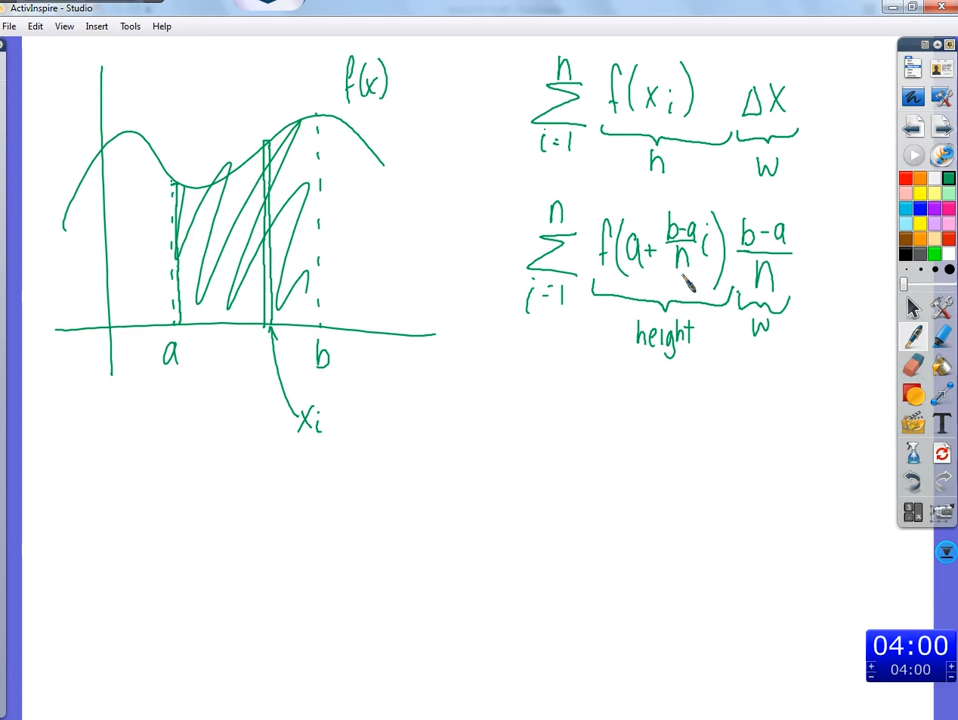 ActivInspire - Studio
File Edit View Insert Tools Help
f(x)
a
b
xi
n
∑ f(xi) ΔX
i=1
h w
n
∑ f(a+ b-a/n i) b-a/n
i=1
height w
04:00
04:00